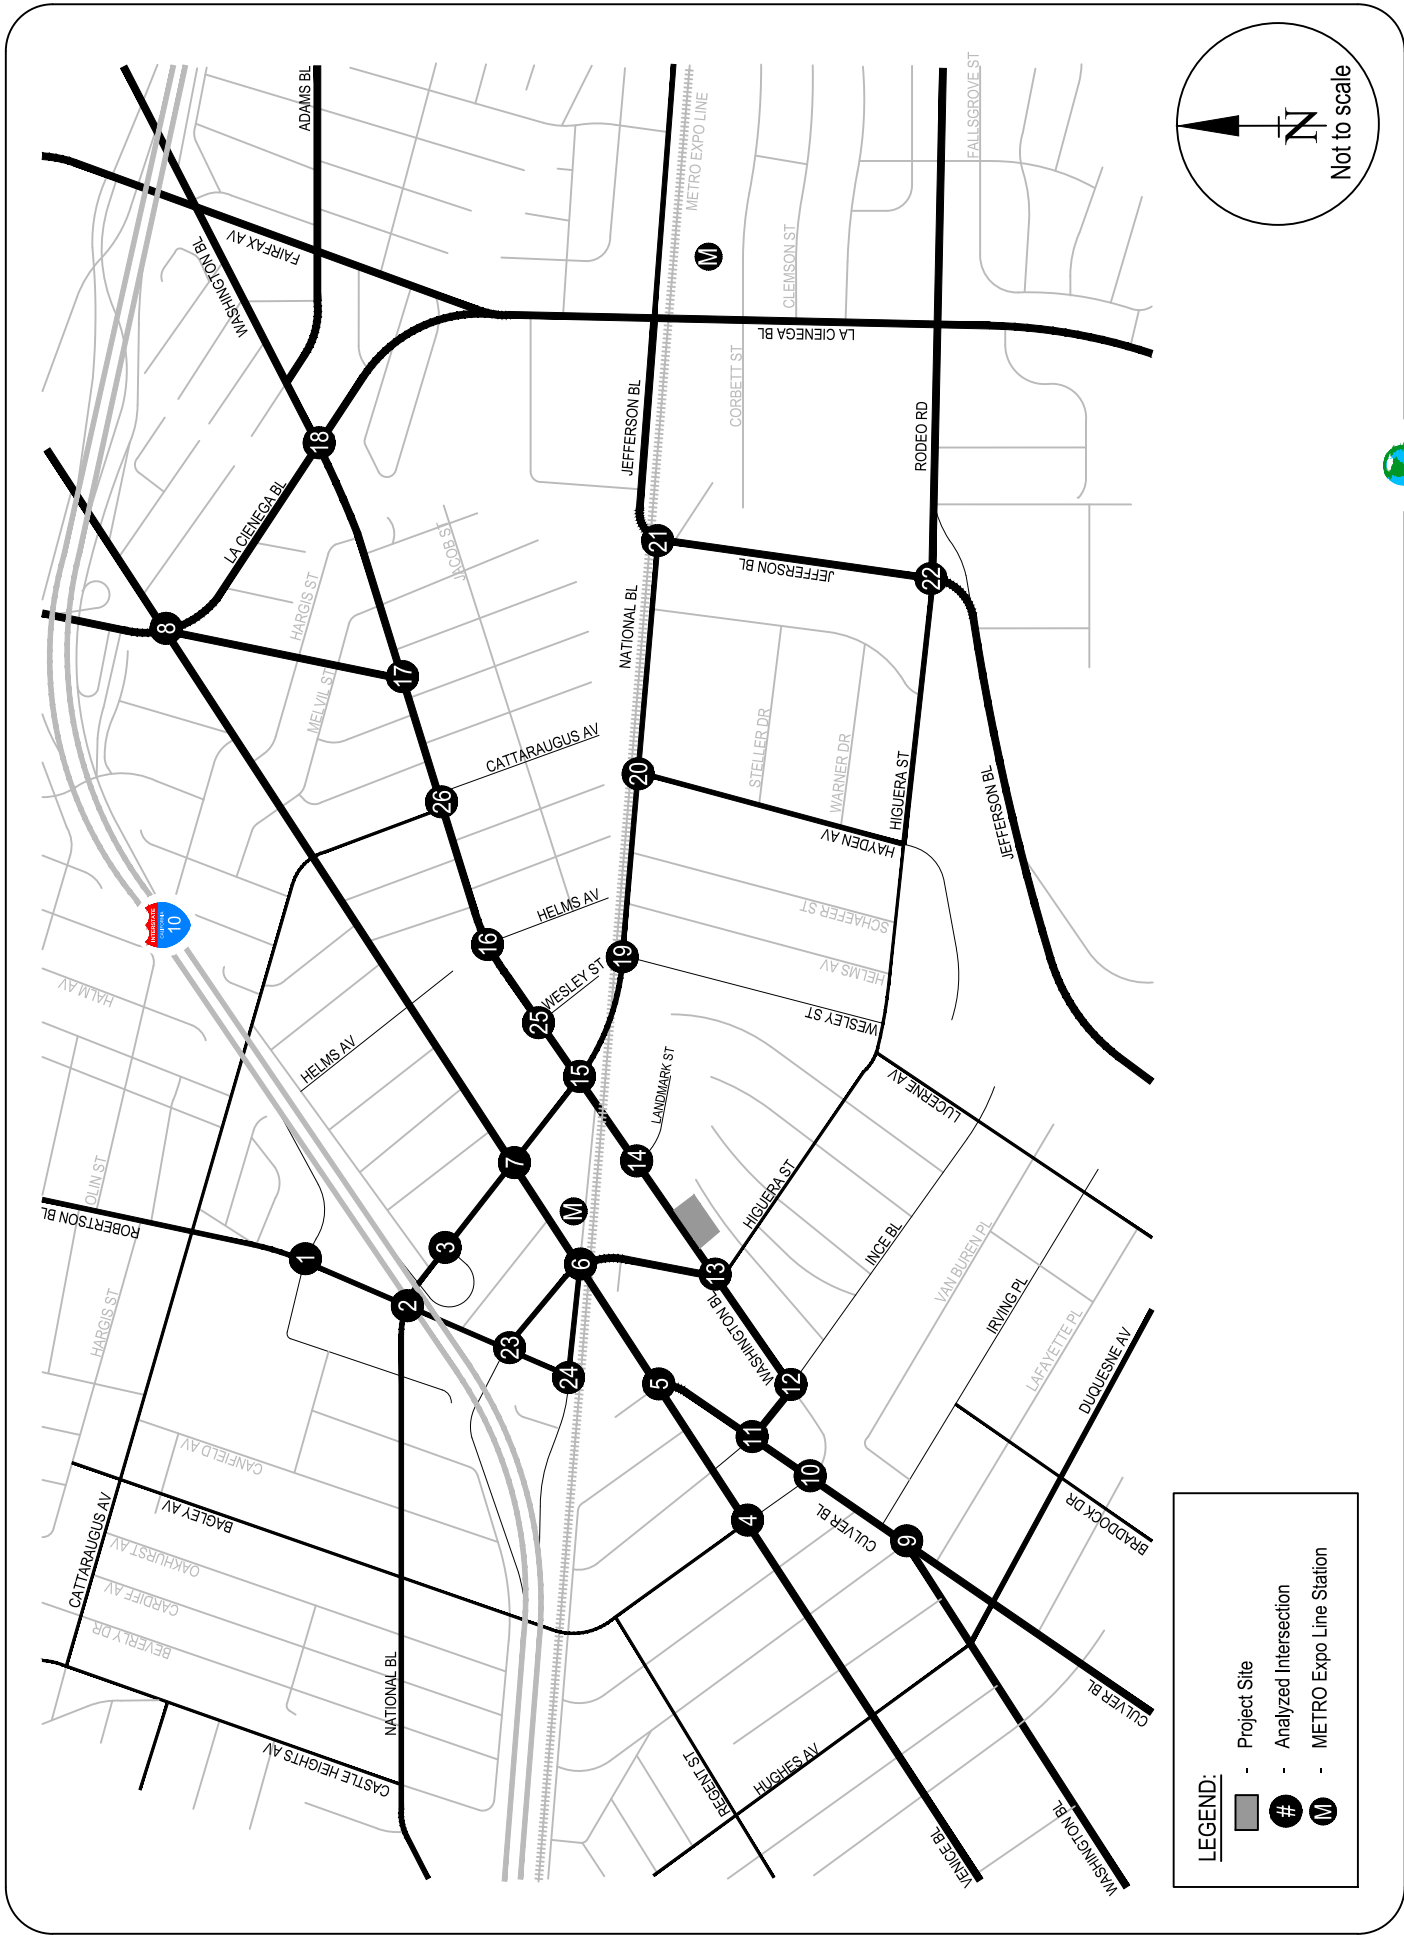 ADAMS BL
WASHINGTON BL
FAIRFAX AV
METRO EXPO LINE
M
CLEMSON ST
FALLSGROVE ST
N
Not to scale
LA CIENEGA BL
CORBETT ST
JEFFERSON BL
RODEO RD
18
LA CIENEGA BL
JACOB ST
HARGIS ST
MELVIL ST
8
17
21
JEFFERSON BL
22
NATIONAL BL
CATTARAUGUS AV
26
20
STELLER DR
WARNER DR
HIGUERA ST
HAYDEN AV
JEFFERSON BL
INTERSTATE
CALIFORNIA
10
HALM AV
HELMS AV
16
HELMS AV
19
WESLEY ST
25
SCHAEFER ST
HELMS AV
WESLEY ST
15
LANDMARK ST
LUCERNE AV
7
14
OLIN ST
ROBERTSON BL
1
3
M
HIGUERA ST
INCE BL
2
6
13
WASHINGTON BL
VAN BUREN PL
IRVING PL
LAFAYETTE PL
DUQUESNE AV
HARGIS ST
23
24
5
12
11
10
CANFIELD AV
BAGLEY AV
CATTARAUGUS AV
OAKHURST AV
CARDIFF AV
BEVERLY DR
4
CULVER BL
9
BRADDOCK DR
NATIONAL BL
CASTLE HEIGHTS AV
REGENT ST
HUGHES AV
VENICE BL
WASHINGTON BL
CULVER BL
LEGEND:
- Project Site
# - Analyzed Intersection
M - METRO Expo Line Station